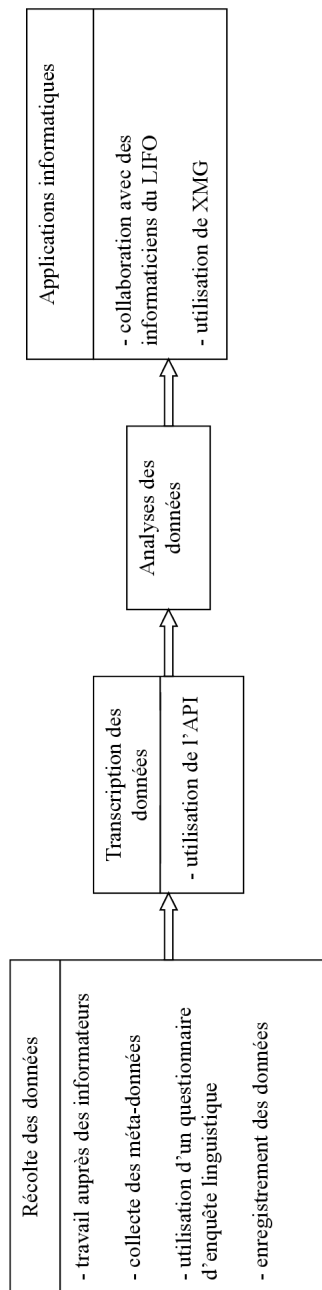 Récolte des données
- travail auprès des informateurs
- collecte des méta-données
- utilisation d'un questionnaire
d'enquête linguistique
- enregistrement des données
Transcription des
données
- utilisation de l'API
Analyses des
données
Applications informatiques
- collaboration avec des
informaticiens du LIFO
- utilisation de XMG